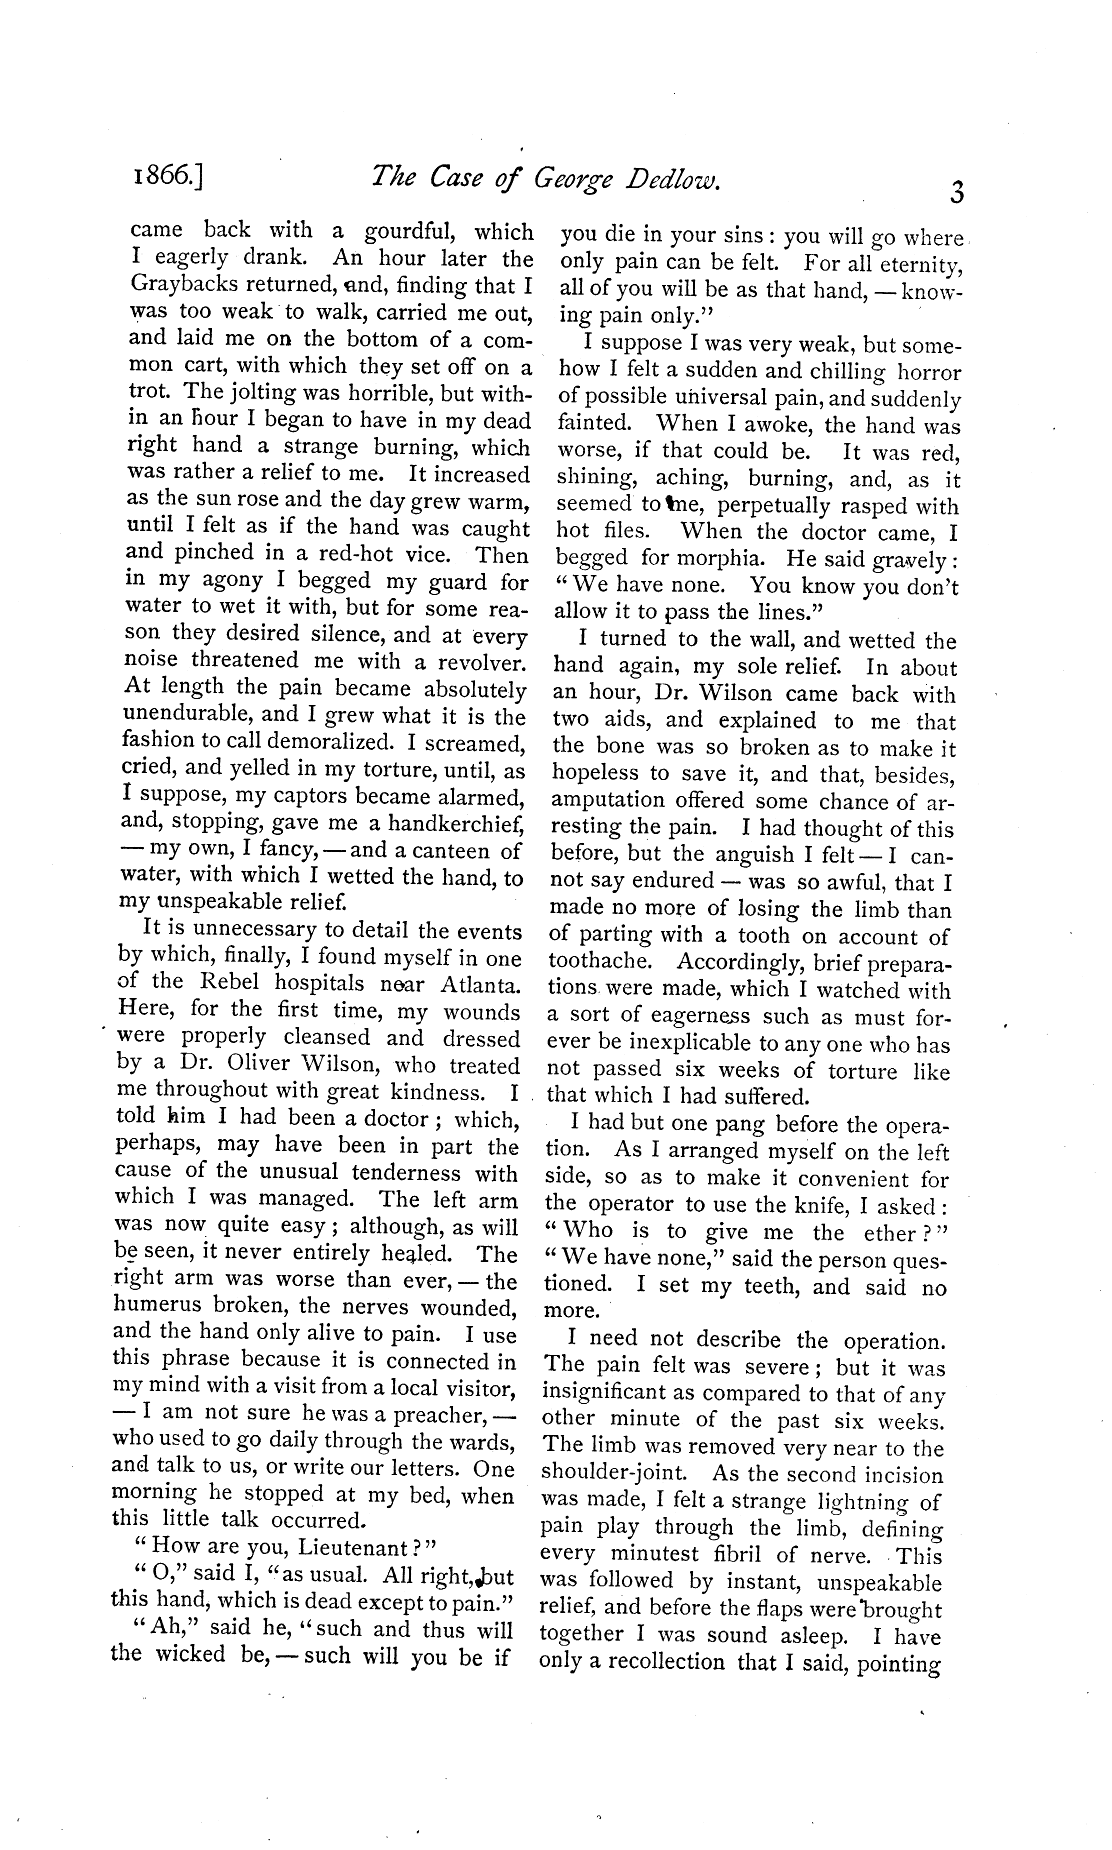 1866.] The Case of George Dedlow. 3
came back with a gourdful, which
I eagerly drank. An hour later the
Graybacks returned, and, finding that I
was too weak to walk, carried me out,
and laid me on the bottom of a com-
mon cart, with which they set off on a
trot. The jolting was horrible, but with-
in an hour I began to have in my dead
right hand a strange burning, which
was rather a relief to me. It increased
as the sun rose and the day grew warm,
until I felt as if the hand was caught
and pinched in a red-hot vice. Then
in my agony I begged my guard for
water to wet it with, but for some rea-
son they desired silence, and at every
noise threatened me with a revolver.
At length the pain became absolutely
unendurable, and I grew what it is the
fashion to call demoralized. I screamed,
cried, and yelled in my torture, until, as
I suppose, my captors became alarmed,
and, stopping, gave me a handkerchief,
— my own, I fancy, — and a canteen of
water, with which I wetted the hand, to
my unspeakable relief.
It is unnecessary to detail the events
by which, finally, I found myself in one
of the Rebel hospitals near Atlanta.
Here, for the first time, my wounds
were properly cleansed and dressed
by a Dr. Oliver Wilson, who treated
me throughout with great kindness. I
told him I had been a doctor ; which,
perhaps, may have been in part the
cause of the unusual tenderness with
which I was managed. The left arm
was now quite easy ; although, as will
be seen, it never entirely healed. The
right arm was worse than ever, — the
humerus broken, the nerves wounded,
and the hand only alive to pain. I use
this phrase because it is connected in
my mind with a visit from a local visitor,
— I am not sure he was a preacher, —
who used to go daily through the wards,
and talk to us, or write our letters. One
morning he stopped at my bed, when
this little talk occurred.
“ How are you, Lieutenant ? ”
“ O,” said I, “as usual. All right, but
this hand, which is dead except to pain.”
“ Ah,” said he, “such and thus will
the wicked be, — such will you be if
you die in your sins : you will go where
only pain can be felt. For all eternity,
all of you will be as that hand, — know-
ing pain only.”
I suppose I was very weak, but some-
how I felt a sudden and chilling horror
of possible universal pain, and suddenly
fainted. When I awoke, the hand was
worse, if that could be. It was red,
shining, aching, burning, and, as it
seemed to me, perpetually rasped with
hot files. When the doctor came, I
begged for morphia. He said gravely :
“ We have none. You know you don’t
allow it to pass the lines.”
I turned to the wall, and wetted the
hand again, my sole relief. In about
an hour, Dr. Wilson came back with
two aids, and explained to me that
the bone was so broken as to make it
hopeless to save it, and that, besides,
amputation offered some chance of ar-
resting the pain. I had thought of this
before, but the anguish I felt — I can-
not say endured — was so awful, that I
made no more of losing the limb than
of parting with a tooth on account of
toothache. Accordingly, brief prepara-
tions were made, which I watched with
a sort of eagerness such as must for-
ever be inexplicable to any one who has
not passed six weeks of torture like
that which I had suffered.
I had but one pang before the opera-
tion. As I arranged myself on the left
side, so as to make it convenient for
the operator to use the knife, I asked :
“ Who is to give me the ether ? ”
“ We have none,” said the person ques-
tioned. I set my teeth, and said no
more.
I need not describe the operation.
The pain felt was severe ; but it was
insignificant as compared to that of any
other minute of the past six weeks.
The limb was removed very near to the
shoulder-joint. As the second incision
was made, I felt a strange lightning of
pain play through the limb, defining
every minutest fibril of nerve. This
was followed by instant, unspeakable
relief, and before the flaps were brought
together I was sound asleep. I have
only a recollection that I said, pointing